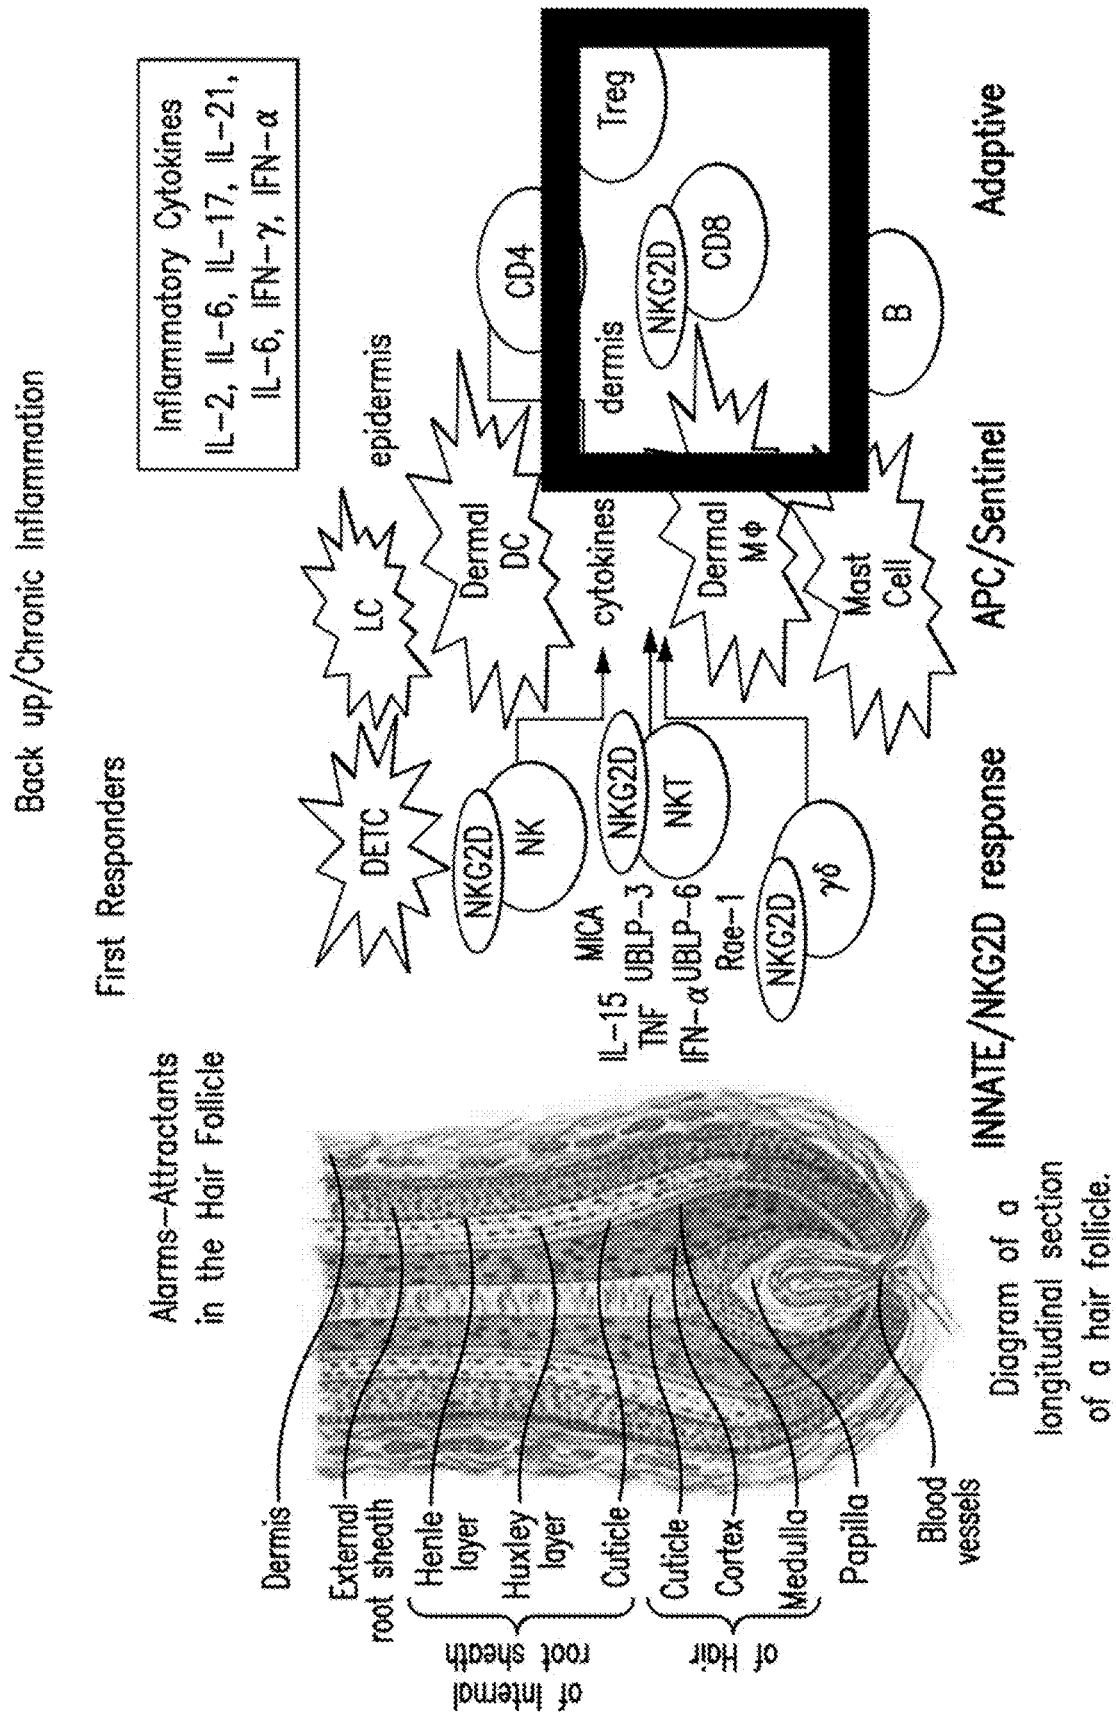 Back up/Chronic Inflammation
First Responders
Alarms-Attractants
in the Hair Follicle
Inflammatory Cytokines
IL-2, IL-6, IL-17, IL-21,
IL-6, IFN-γ, IFN-α
epidermis
LC
DETC
Dermal
DC
CD4
NKG2D
NK
cytokines
dermis
Treg
MICA
IL-15
UBLP-3
TNF
UBLP-6
IFN-α
Rae-1
NKG2D
NKT
Dermal
MΦ
NKG2D
CD8
NKG2D
γδ
Mast
Cell
B
INNATE/NKG2D response
APC/Sentinel
Adaptive
Dermis
External
root sheath
Henle
layer
Huxley
layer
Cuticle
of Internal
root sheath
Cuticle
Cortex
Medulla
of Hair
Papilla
Blood
vessels
Diagram of a
longitudinal section
of a hair follicle.